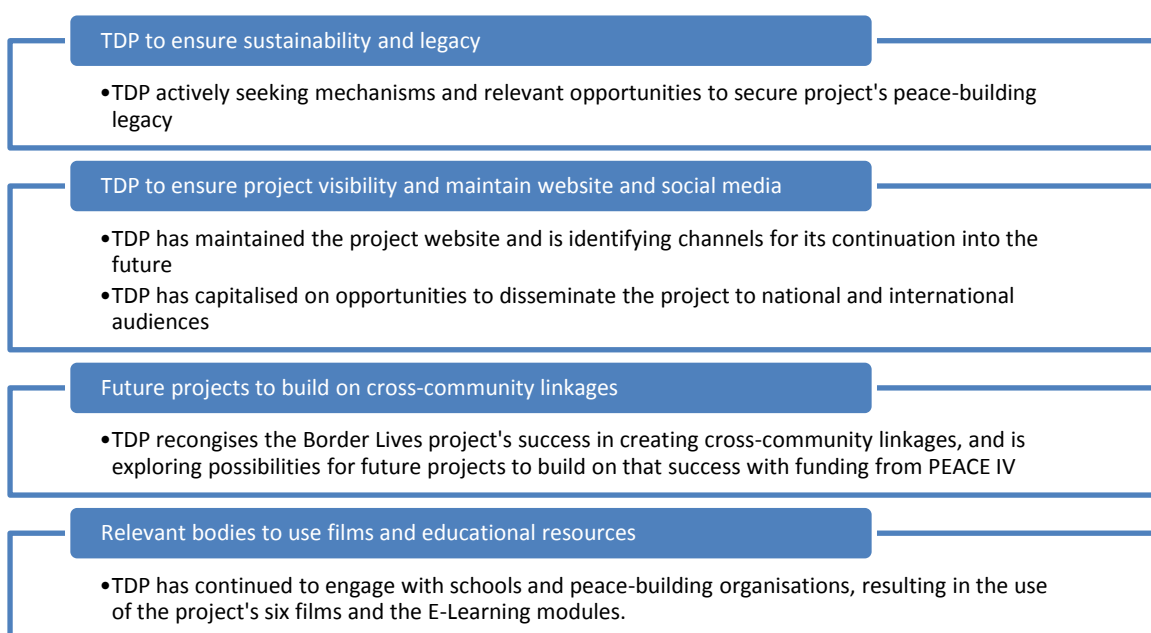 TDP to ensure sustainability and legacy
•TDP actively seeking mechanisms and relevant opportunities to secure project's peace-building
legacy
TDP to ensure project visibility and maintain website and social media
•TDP has maintained the project website and is identifying channels for its continuation into the
future
•TDP has capitalised on opportunities to disseminate the project to national and international
audiences
Future projects to build on cross-community linkages
•TDP recongises the Border Lives project's success in creating cross-community linkages, and is
exploring possibilities for future projects to build on that success with funding from PEACE IV
Relevant bodies to use films and educational resources
•TDP has continued to engage with schools and peace-building organisations, resulting in the use
of the project's six films and the E-Learning modules.